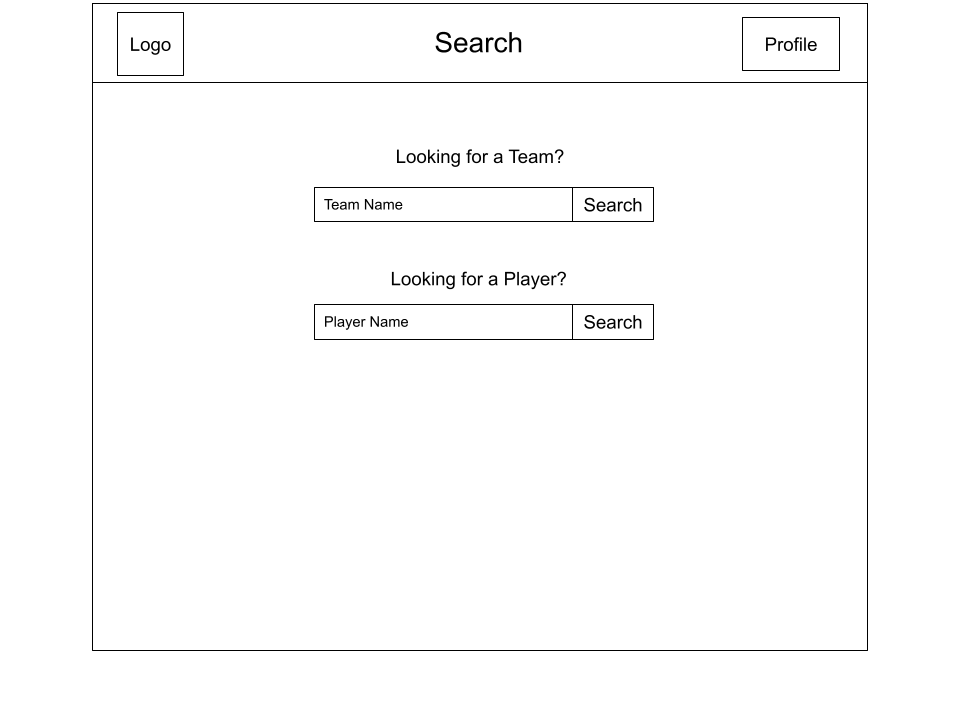 Logo
Search
Profile
Looking for a Team?
Team Name
Search
Looking for a Player?
Player Name
Search